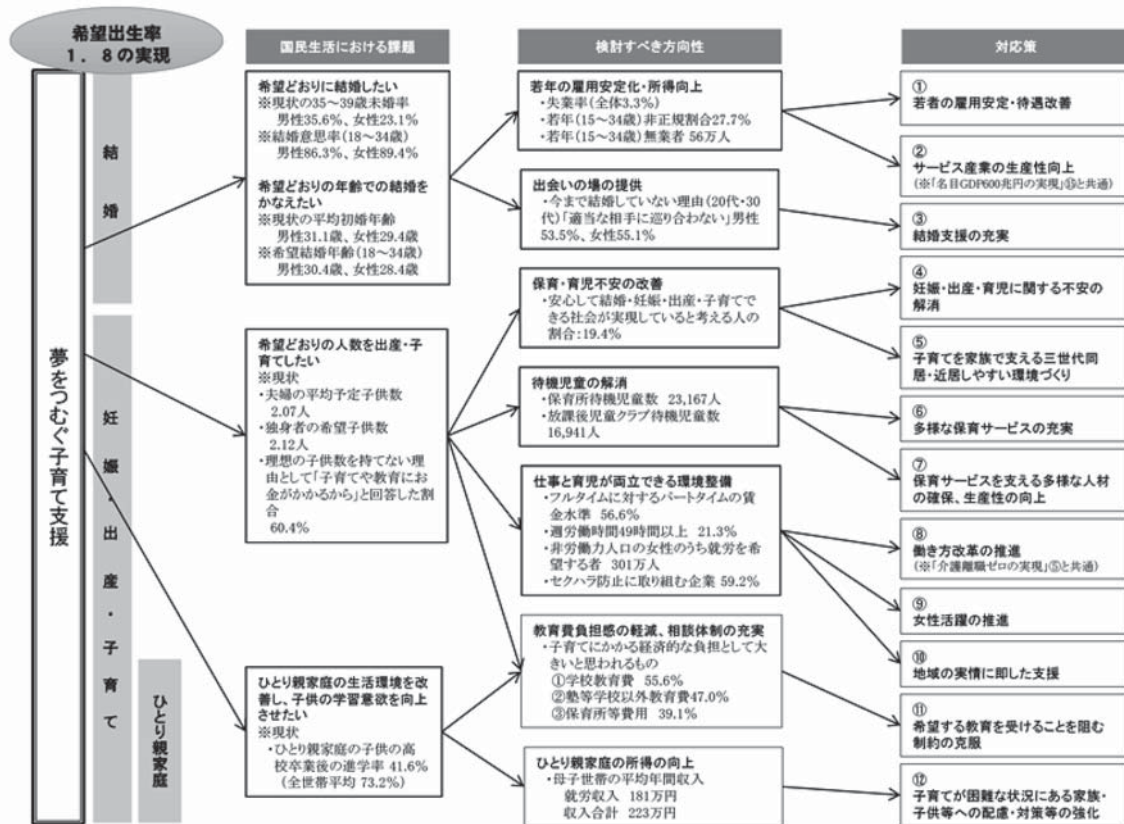 希望出生率
1．8の実現
夢をつむぐ子育て支援
結婚
妊娠・出産・子育て
ひとり親家庭
国民生活における課題
希望どおりに結婚したい
※現状の35～39歳未婚率
男性35.6%、女性23.1%
※結婚意思率(18～34歳)
男性86.3%、女性89.4%
希望どおりの年齢での結婚を
かなえたい
※現状の平均初婚年齢
男性31.1歳、女性29.4歳
※希望結婚年齢(18～34歳)
男性30.4歳、女性28.4歳
希望どおりの人数を出産・子
育てしたい
※現状
・夫婦の平均予定子供数
2.07人
・独身者の希望子供数
2.12人
・理想の子供数を持てない理
由として「子育てや教育にお
金がかかるから」と回答した割
合
60.4%
ひとり親家庭の生活環境を改
善し、子供の学習意欲を向上
させたい
※現状
・ひとり親家庭の子供の高
校卒業後の進学率 41.6%
(全世帯平均 73.2%)
検討すべき方向性
若年の雇用安定化・所得向上
・失業率(全体3.3%)
・若年(15～34歳)非正規割合27.7%
・若年(15～34歳)無業者 56万人
出会いの場の提供
・今まで結婚していない理由(20代・30
代)「適当な相手に巡り合わない」男性
53.5%、女性55.1%
保育・育児不安の改善
・安心して結婚・妊娠・出産・子育てで
きる社会が実現していると考える人の
割合:19.4%
待機児童の解消
・保育所待機児童数 23,167人
・放課後児童クラブ待機児童数
16,941人
仕事と育児が両立できる環境整備
・フルタイムに対するパートタイムの賃
金水準 56.6%
・週労働時間49時間以上 21.3%
・非労働力人口の女性のうち就労を希
望する者 301万人
・セクハラ防止に取り組む企業 59.2%
教育費負担感の軽減、相談体制の充実
・子育てにかかる経済的な負担として大
きいと思われるもの
①学校教育費 55.6%
②塾等学校以外教育費47.0%
③保育所等費用 39.1%
ひとり親家庭の所得の向上
・母子世帯の平均年間収入
就労収入 181万円
収入合計 223万円
対応策
①
若者の雇用安定・待遇改善
②
サービス産業の生産性向上
(※「名目GDP600兆円の実現」⑮と共通)
③
結婚支援の充実
④
妊娠・出産・育児に関する不安の
解消
⑤
子育てを家族で支える三世代同
居・近居しやすい環境づくり
⑥
多様な保育サービスの充実
⑦
保育サービスを支える多様な人材
の確保、生産性の向上
⑧
働き方改革の推進
(※「介護離職ゼロの実現」⑤と共通)
⑨
女性活躍の推進
⑩
地域の実情に即した支援
⑪
希望する教育を受けることを阻む
制約の克服
⑫
子育てが困難な状況にある家族・
子供等への配慮・対策等の強化